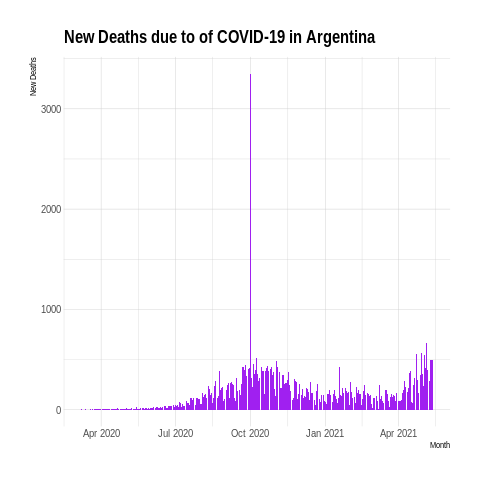 New Deaths due to of COVID-19 in Argentina
New Deaths
3000
2000
1000
0
Apr 2020 Jul 2020 Oct 2020 Jan 2021 Apr 2021
Month